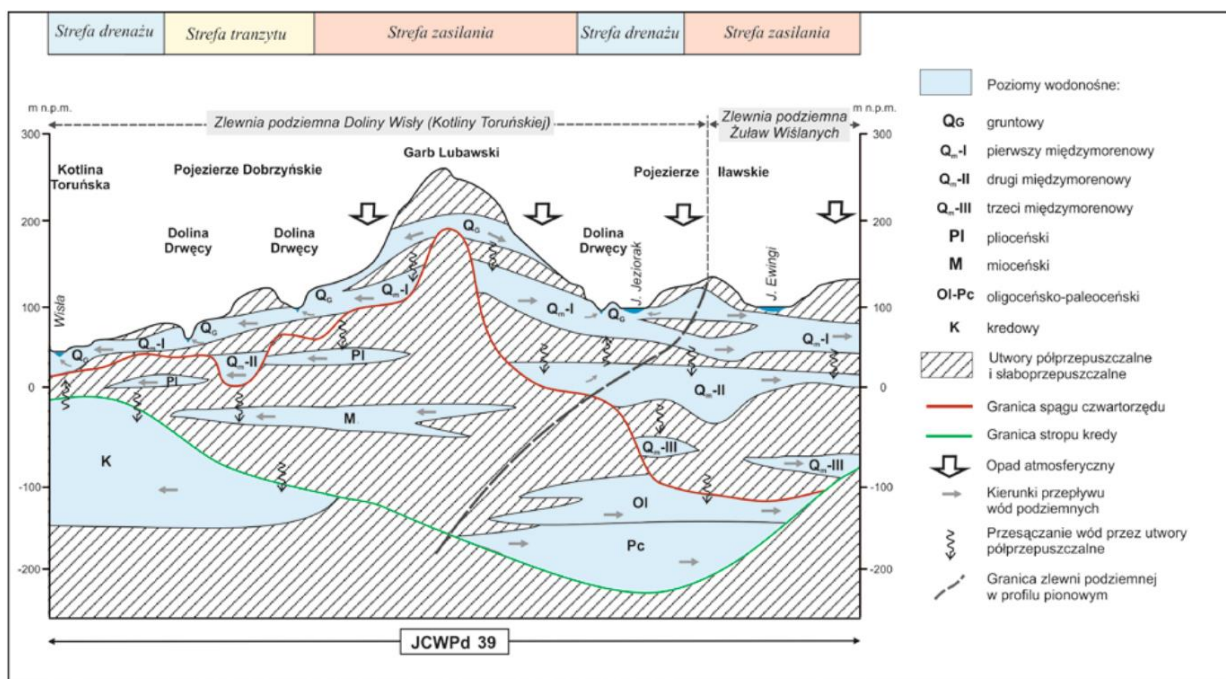 Strefa drenażu
Strefa tranzytu
Strefa zasilania
Strefa drenażu
Strefa zasilania
m n.p.m.
m n.p.m.
Zlewnia podziemna Doliny Wisły (Kotliny Toruńskiej)
Zlewnia podziemna
Żuław Wiślanych
300
300
Garb Lubawski
Kotlina
Toruńska
Pojezierze Dobrzyńskie
Pojezierze
Iławskie
200
200
Dolina
Drwęcy
Dolina
Drwęcy
Dolina
Drwęcy
J. Jeziorak
J. Ewingi
Wisła
100
100
0
0
-100
-100
-200
-200
QG
QG
QG
QG
QG
Qm-I
Qm-I
Qm-I
Qm-I
Qm-II
Qm-II
Qm-III
Qm-III
Pl
Pl
M
K
Ol
Pc
JCWPd 39
Poziomy wodonośne:
QG gruntowy
Qm-I pierwszy międzymorenowy
Qm-II drugi międzymorenowy
Qm-III trzeci międzymorenowy
Pl plioceński
M mioceński
Ol-Pc oligoceńsko-paleoceński
K kredowy
Utwory półprzepuszczalne
i słaboprzepuszczalne
Granica spągu czwartorzędu
Granica stropu kredy
Opad atmosferyczny
Kierunki przepływu
wód podziemnych
Przesączanie wód przez utwory
półprzepuszczalne
Granica zlewni podziemnej
w profilu pionowym